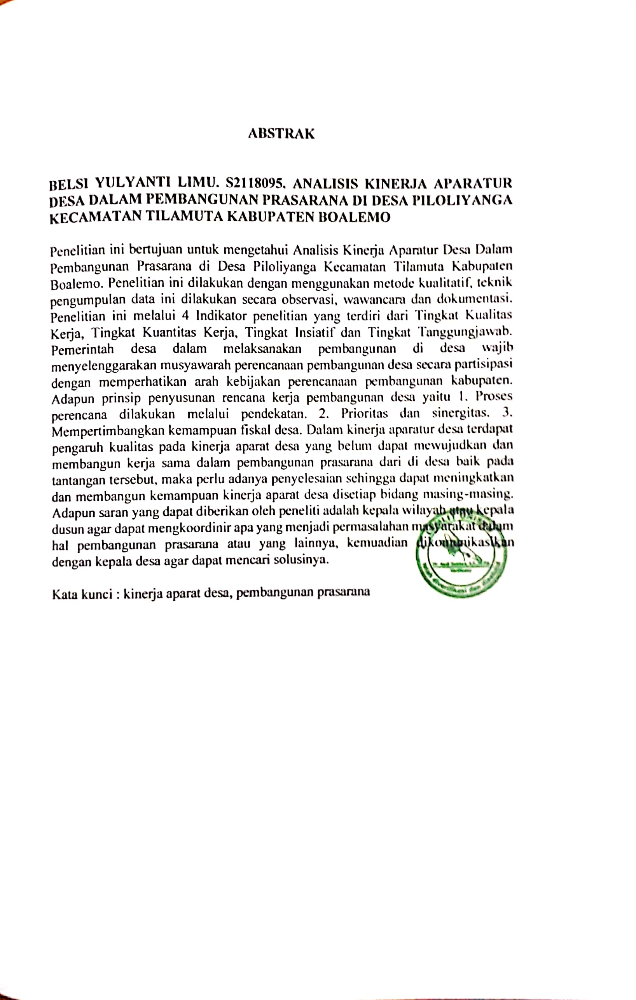 ABSTRAK
BELSI YULYANTI LIMU. S2118095. ANALISIS KINERJA APARATUR
DESA DALAM PEMBANGUNAN PRASARANA DI DESA PILOLIYANGA
KECAMATAN TILAMUTA KABUPATEN BOALEMO
Penelitian ini bertujuan untuk mengetahui Analisis Kinerja Aparatur Desa Dalam
Pembangunan Prasarana di Desa Piloliyanga Kecamatan Tilamuta Kabupaten
Boalemo. Penelitian ini dilakukan dengan menggunakan metode kualitatif, teknik
pengumpulan data ini dilakukan secara observasi, wawancara dan dokumentasi.
Penelitian ini melalui 4 Indikator penelitian yang terdiri dari Tingkat Kualitas
Kerja, Tingkat Kuantitas Kerja, Tingkat Insiatif dan Tingkat Tanggungjawab.
Pemerintah desa dalam melaksanakan pembangunan di desa wajib
menyelenggarakan musyawarah perencanaan pembangunan desa secara partisipasi
dengan memperhatikan arah kebijakan perencanaan pembangunan kabupaten.
Adapun prinsip penyusunan rencana kerja pembangunan desa yaitu 1. Proses
perencana dilakukan melalui pendekatan. 2. Prioritas dan sinergitas. 3.
Mempertimbangkan kemampuan fiskal desa. Dalam kinerja aparatur desa terdapat
pengaruh kualitas pada kinerja aparat desa yang belum dapat mewujudkan dan
membangun kerja sama dalam pembangunan prasarana dari di desa baik pada
tantangan tersebut, maka perlu adanya penyelesaian sehingga dapat meningkatkan
dan membangun kemampuan kinerja aparat desa disetiap bidang masing-masing.
Adapun saran yang dapat diberikan oleh peneliti adalah kepala wilayah atau kepala
dusun agar dapat mengkoordinir apa yang menjadi permasalahan masyarakat dalam
hal pembangunan prasarana atau yang lainnya, kemuadian dikomunikasikan
dengan kepala desa agar dapat mencari solusinya.
Kata kunci : kinerja aparat desa, pembangunan prasarana